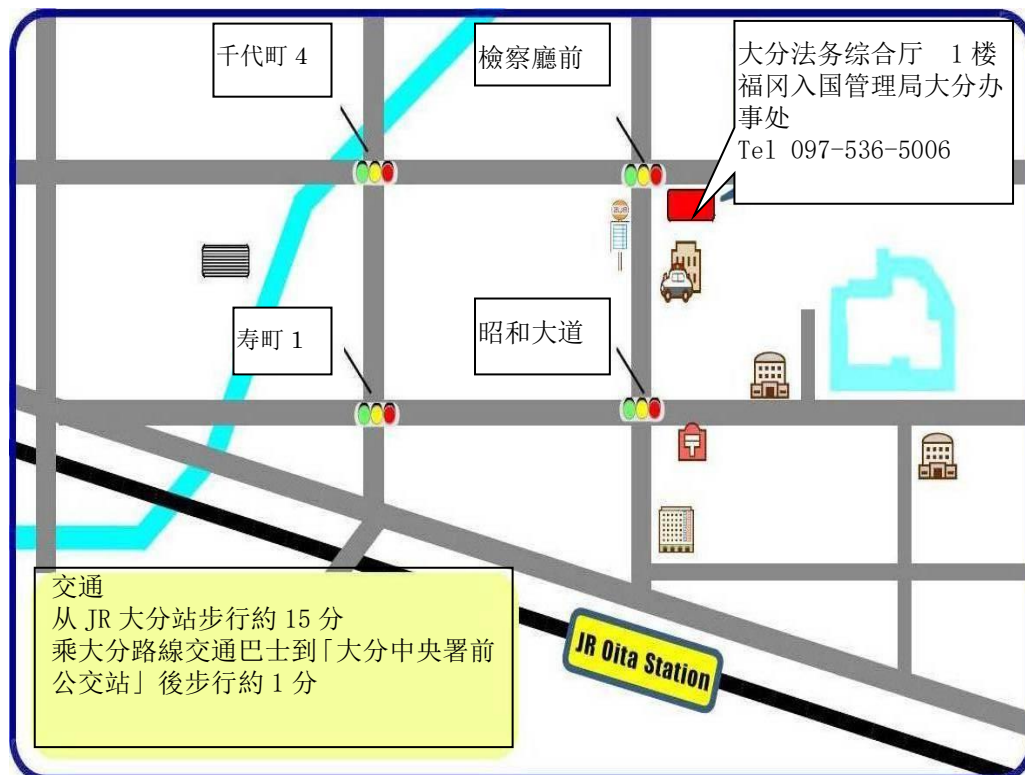 千代町 4
檢察廳前
大分法务综合厅　1 楼
福冈入国管理局大分办
事处
Tel 097-536-5006
寿町 1
昭和大道
交通
从 JR 大分站步行約 15 分
乘大分路線交通巴士到「大分中央署前
公交站」後步行約 1 分
JR Oita Station